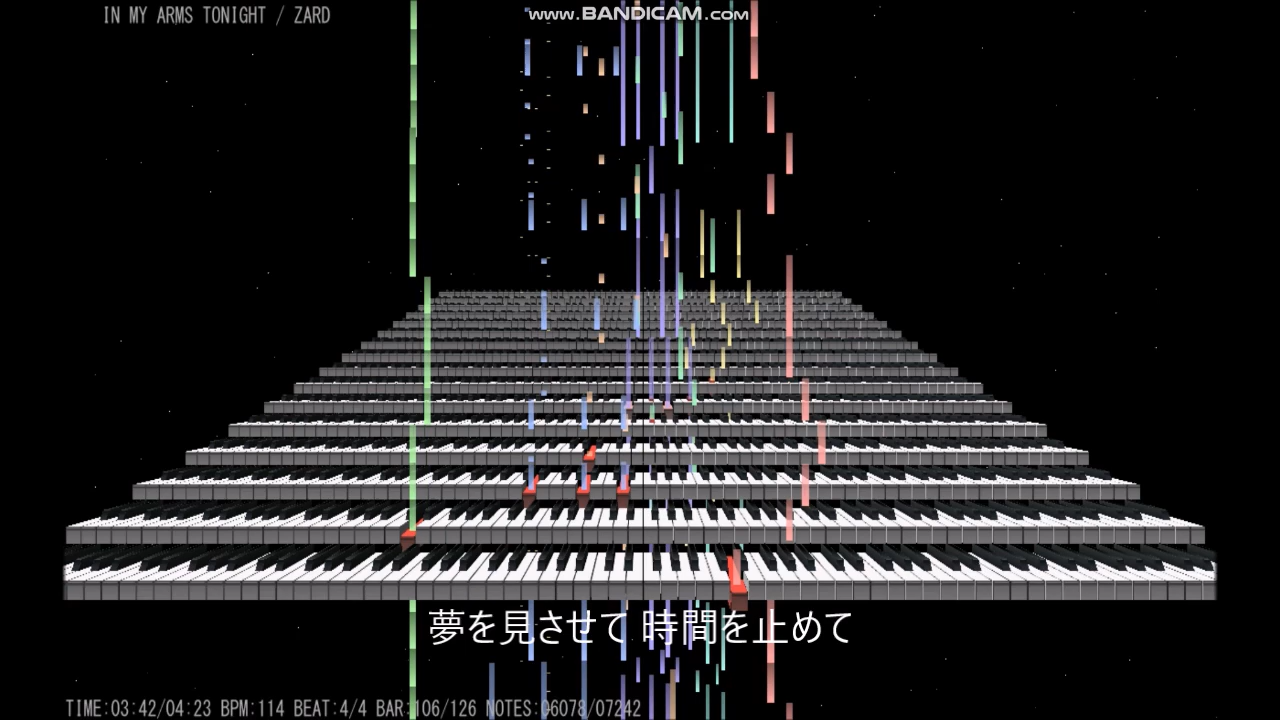 IN MY ARMS TONIGHT / ZARD
www.BANDICAM.com
夢を見させて 時間を止めて
TIME:03:42/04:23 BPM:114 BEAT:4/4 BAR:106/126 NOTES:06078/07242